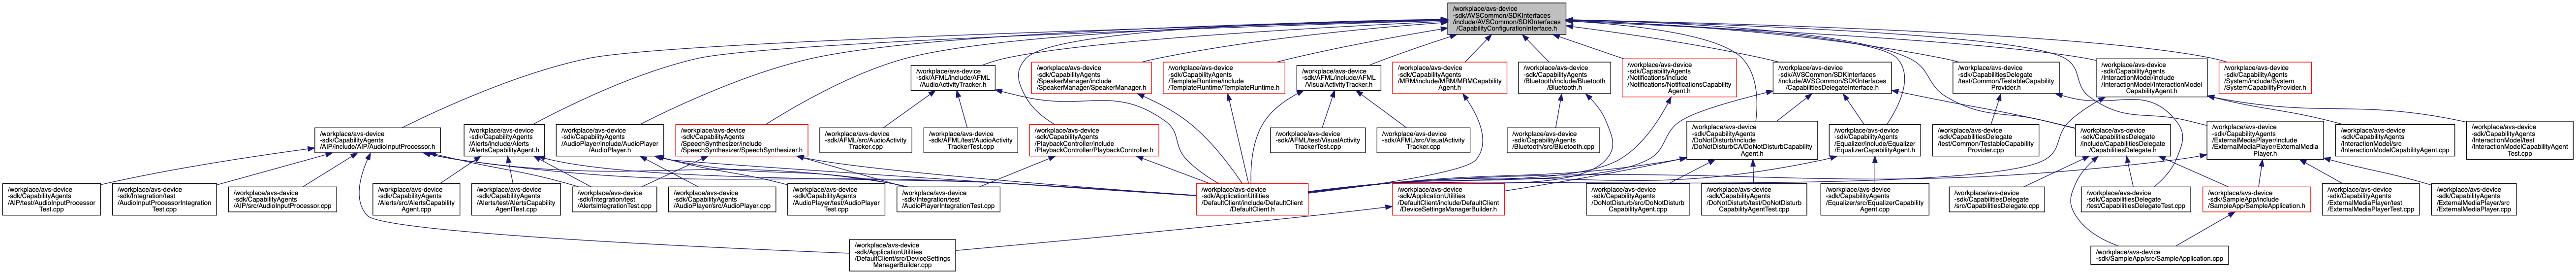 /workplace/avs-device
-sdk/AVSCommon/SDKInterfaces
/include/AVSCommon/SDKInterfaces
/CapabilityConfigurationInterface.h
/workplace/avs-device
-sdk/AFML/include/AFML
/AudioActivityTracker.h
/workplace/avs-device
-sdk/CapabilityAgents
/SpeakerManager/include
/SpeakerManager/SpeakerManager.h
/workplace/avs-device
-sdk/CapabilityAgents
/TemplateRuntime/include
/TemplateRuntime/TemplateRuntime.h
/workplace/avs-device
-sdk/AFML/include/AFML
/VisualActivityTracker.h
/workplace/avs-device
-sdk/CapabilityAgents
/MRM/include/MRM/MRMCapability
Agent.h
/workplace/avs-device
-sdk/CapabilityAgents
/Bluetooth/include/Bluetooth
/Bluetooth.h
/workplace/avs-device
-sdk/CapabilityAgents
/Notifications/include
/Notifications/NotificationsCapability
Agent.h
/workplace/avs-device
-sdk/AVSCommon/SDKInterfaces
/include/AVSCommon/SDKInterfaces
/CapabilitiesDelegateInterface.h
/workplace/avs-device
-sdk/CapabilitiesDelegate
/test/Common/TestableCapability
Provider.h
/workplace/avs-device
-sdk/CapabilityAgents
/InteractionModel/include
/InteractionModel/InteractionModel
CapabilityAgent.h
/workplace/avs-device
-sdk/CapabilityAgents
/System/include/System
/SystemCapabilityProvider.h
/workplace/avs-device
-sdk/CapabilityAgents
/AIP/include/AIP/AudioInputProcessor.h
/workplace/avs-device
-sdk/CapabilityAgents
/Alerts/include/Alerts
/AlertsCapabilityAgent.h
/workplace/avs-device
-sdk/CapabilityAgents
/AudioPlayer/include/AudioPlayer
/AudioPlayer.h
/workplace/avs-device
-sdk/CapabilityAgents
/SpeechSynthesizer/include
/SpeechSynthesizer/SpeechSynthesizer.h
/workplace/avs-device
-sdk/AFML/src/AudioActivity
Tracker.cpp
/workplace/avs-device
-sdk/AFML/test/AudioActivity
TrackerTest.cpp
/workplace/avs-device
-sdk/CapabilityAgents
/PlaybackController/include
/PlaybackController/PlaybackController.h
/workplace/avs-device
-sdk/AFML/test/VisualActivity
TrackerTest.cpp
/workplace/avs-device
-sdk/AFML/src/VisualActivity
Tracker.cpp
/workplace/avs-device
-sdk/CapabilityAgents
/Bluetooth/src/Bluetooth.cpp
/workplace/avs-device
-sdk/CapabilityAgents
/DoNotDisturb/include
/DoNotDisturbCA/DoNotDisturbCapability
Agent.h
/workplace/avs-device
-sdk/CapabilityAgents
/Equalizer/include/Equalizer
/EqualizerCapabilityAgent.h
/workplace/avs-device
-sdk/CapabilitiesDelegate
/test/Common/TestableCapability
Provider.cpp
/workplace/avs-device
-sdk/CapabilitiesDelegate
/include/CapabilitiesDelegate
/CapabilitiesDelegate.h
/workplace/avs-device
-sdk/CapabilityAgents
/ExternalMediaPlayer/include
/ExternalMediaPlayer/ExternalMedia
Player.h
/workplace/avs-device
-sdk/CapabilityAgents
/InteractionModel/src
/InteractionModelCapabilityAgent.cpp
/workplace/avs-device
-sdk/CapabilityAgents
/InteractionModel/test
/InteractionModelCapabilityAgent
Test.cpp
/workplace/avs-device
-sdk/CapabilityAgents
/AIP/test/AudioInputProcessor
Test.cpp
/workplace/avs-device
-sdk/Integration/test
/AudioInputProcessorIntegration
Test.cpp
/workplace/avs-device
-sdk/CapabilityAgents
/AIP/src/AudioInputProcessor.cpp
/workplace/avs-device
-sdk/CapabilityAgents
/Alerts/src/AlertsCapability
Agent.cpp
/workplace/avs-device
-sdk/CapabilityAgents
/Alerts/test/AlertsCapability
AgentTest.cpp
/workplace/avs-device
-sdk/Integration/test
/AlertsIntegrationTest.cpp
/workplace/avs-device
-sdk/CapabilityAgents
/AudioPlayer/src/AudioPlayer.cpp
/workplace/avs-device
-sdk/CapabilityAgents
/AudioPlayer/test/AudioPlayer
Test.cpp
/workplace/avs-device
-sdk/Integration/test
/AudioPlayerIntegrationTest.cpp
/workplace/avs-device
-sdk/ApplicationUtilities
/DefaultClient/include/DefaultClient
/DefaultClient.h
/workplace/avs-device
-sdk/ApplicationUtilities
/DefaultClient/include/DefaultClient
/DeviceSettingsManagerBuilder.h
/workplace/avs-device
-sdk/CapabilityAgents
/DoNotDisturb/src/DoNotDisturb
CapabilityAgent.cpp
/workplace/avs-device
-sdk/CapabilityAgents
/DoNotDisturb/test/DoNotDisturb
CapabilityAgentTest.cpp
/workplace/avs-device
-sdk/CapabilityAgents
/Equalizer/src/EqualizerCapability
Agent.cpp
/workplace/avs-device
-sdk/CapabilitiesDelegate
/src/CapabilitiesDelegate.cpp
/workplace/avs-device
-sdk/CapabilitiesDelegate
/test/CapabilitiesDelegateTest.cpp
/workplace/avs-device
-sdk/SampleApp/include
/SampleApp/SampleApplication.h
/workplace/avs-device
-sdk/CapabilityAgents
/ExternalMediaPlayer/test
/ExternalMediaPlayerTest.cpp
/workplace/avs-device
-sdk/CapabilityAgents
/ExternalMediaPlayer/src
/ExternalMediaPlayer.cpp
/workplace/avs-device
-sdk/ApplicationUtilities
/DefaultClient/src/DeviceSettings
ManagerBuilder.cpp
/workplace/avs-device
-sdk/SampleApp/src/SampleApplication.cpp